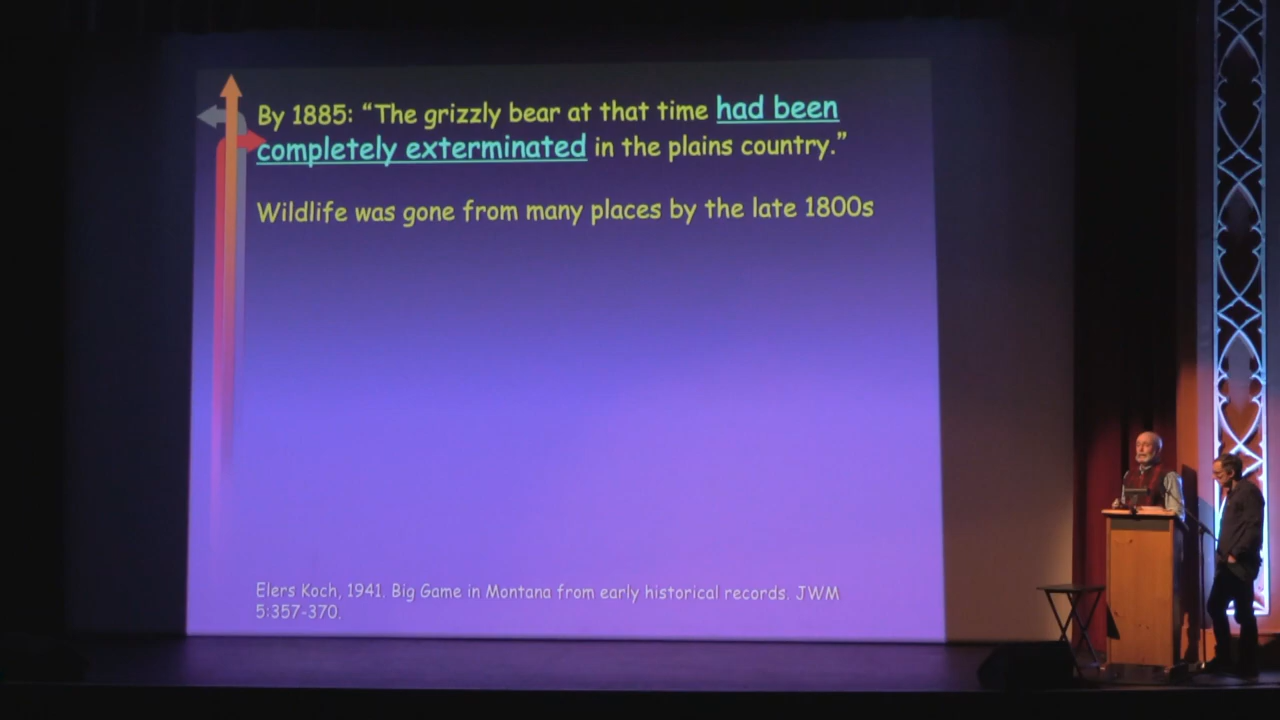 By 1885: “The grizzly bear at that time had been
completely exterminated in the plains country.”
Wildlife was gone from many places by the late 1800s
Elers Koch, 1941. Big Game in Montana from early historical records. JWM
5:357-370.